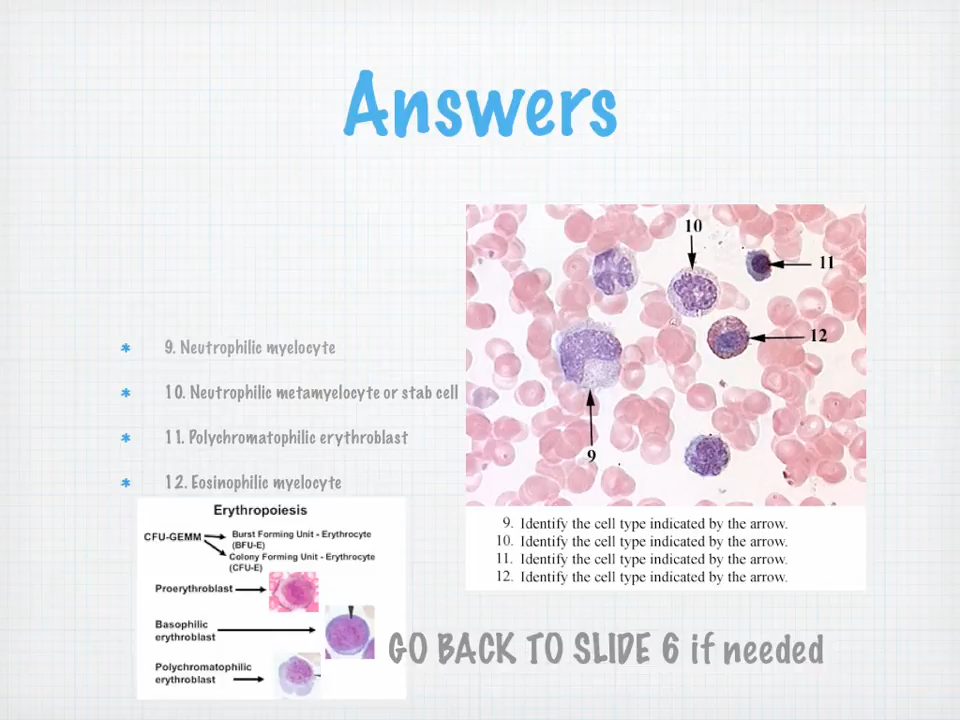 Answers
9. Neutrophilic myelocyte
10. Neutrophilic metamyelocyte or stab cell
11. Polychromatophilic erythroblast
12. Eosinophilic myelocyte
10
11
12
9
9. Identify the cell type indicated by the arrow.
10. Identify the cell type indicated by the arrow.
11. Identify the cell type indicated by the arrow.
12. Identify the cell type indicated by the arrow.
Erythropoiesis
CFU-GEMM
Burst Forming Unit - Erythrocyte
(BFU-E)
Colony Forming Unit - Erythrocyte
(CFU-E)
Proerythroblast
Basophilic
erythroblast
Polychromatophilic
erythroblast
GO BACK TO SLIDE 6 if needed